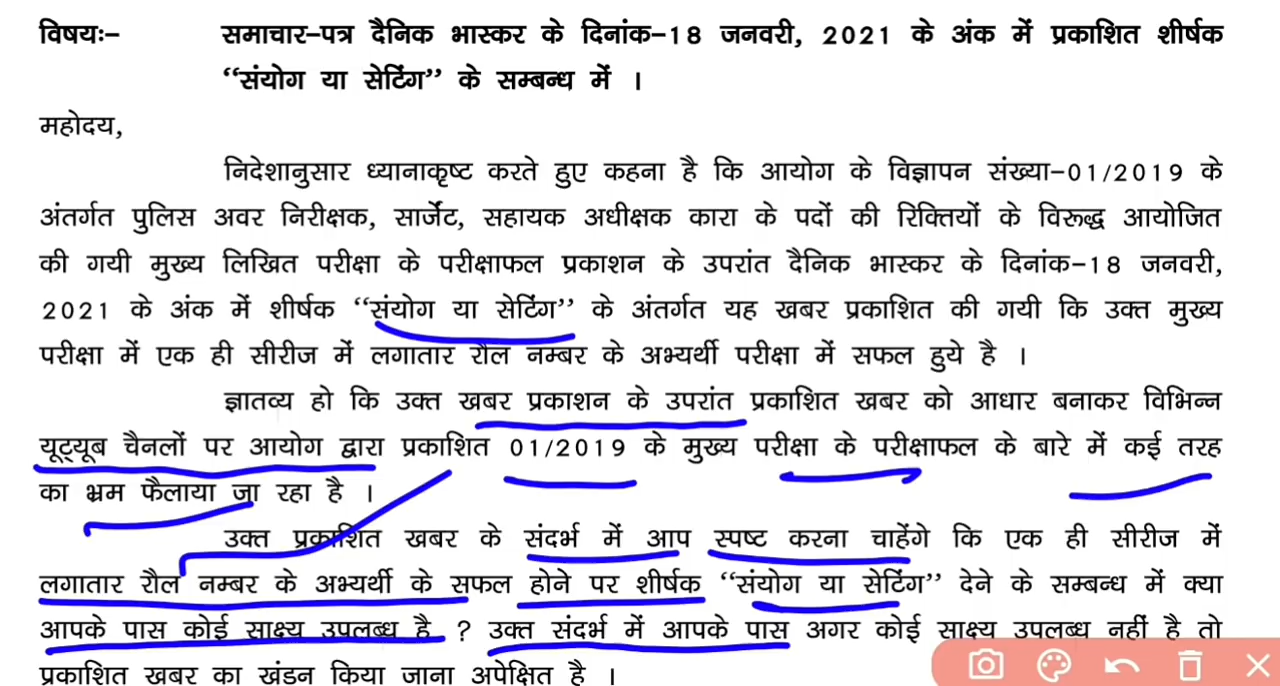 विषयः– समाचार–पत्र दैनिक भास्कर के दिनांक–18 जनवरी, 2021 के अंक में प्रकाशित शीर्षक
‘‘संयोग या सेटिंग’’ के सम्बन्ध में ।
महोदय,
निदेशानुसार ध्यानाकृष्ट करते हुए कहना है कि आयोग के विज्ञापन संख्या–01/2019 के
अंतर्गत पुलिस अवर निरीक्षक, सार्जेंट, सहायक अधीक्षक कारा के पदों की रिक्तियों के विरूद्ध आयोजित
की गयी मुख्य लिखित परीक्षा के परीक्षाफल प्रकाशन के उपरांत दैनिक भास्कर के दिनांक–18 जनवरी,
2021 के अंक में शीर्षक ‘‘संयोग या सेटिंग’’ के अंतर्गत यह खबर प्रकाशित की गयी कि उक्त मुख्य
परीक्षा में एक ही सीरीज में लगातार रौल नम्बर के अभ्यर्थी परीक्षा में सफल हुये है ।
ज्ञातव्य हो कि उक्त खबर प्रकाशन के उपरांत प्रकाशित खबर को आधार बनाकर विभिन्न
यूट्यूब चैनलों पर आयोग द्वारा प्रकाशित 01/2019 के मुख्य परीक्षा के परीक्षाफल के बारे में कई तरह
का भ्रम फैलाया जा रहा है ।
उक्त प्रकाशित खबर के संदर्भ में आप स्पष्ट करना चाहेंगे कि एक ही सीरीज में
लगातार रौल नम्बर के अभ्यर्थी के सफल होने पर शीर्षक ‘‘संयोग या सेटिंग’’ देने के सम्बन्ध में क्या
आपके पास कोई साक्ष्य उपलब्ध है ? उक्त संदर्भ में आपके पास अगर कोई साक्ष्य उपलब्ध नहीं है तो
प्रकाशित खबर का खंडन किया जाना अपेक्षित है ।